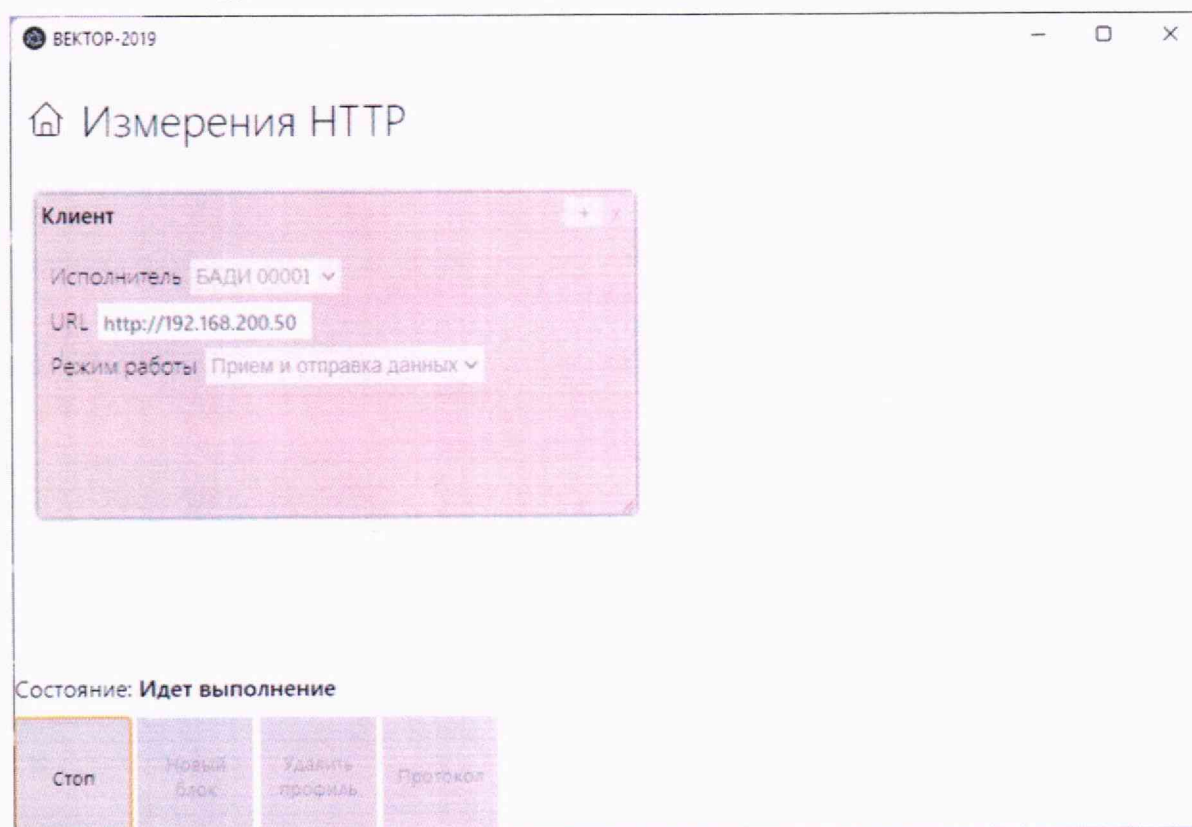 ВЕКТОР-2019
Измерения HTTP
Клиент
+ x
Исполнитель БАДИ 00001
URL http://192.168.200.50
Режим работы Прием и отправка данных
Состояние: Идет выполнение
Стоп
Новый
блок
Удалить
профиль
Протокол